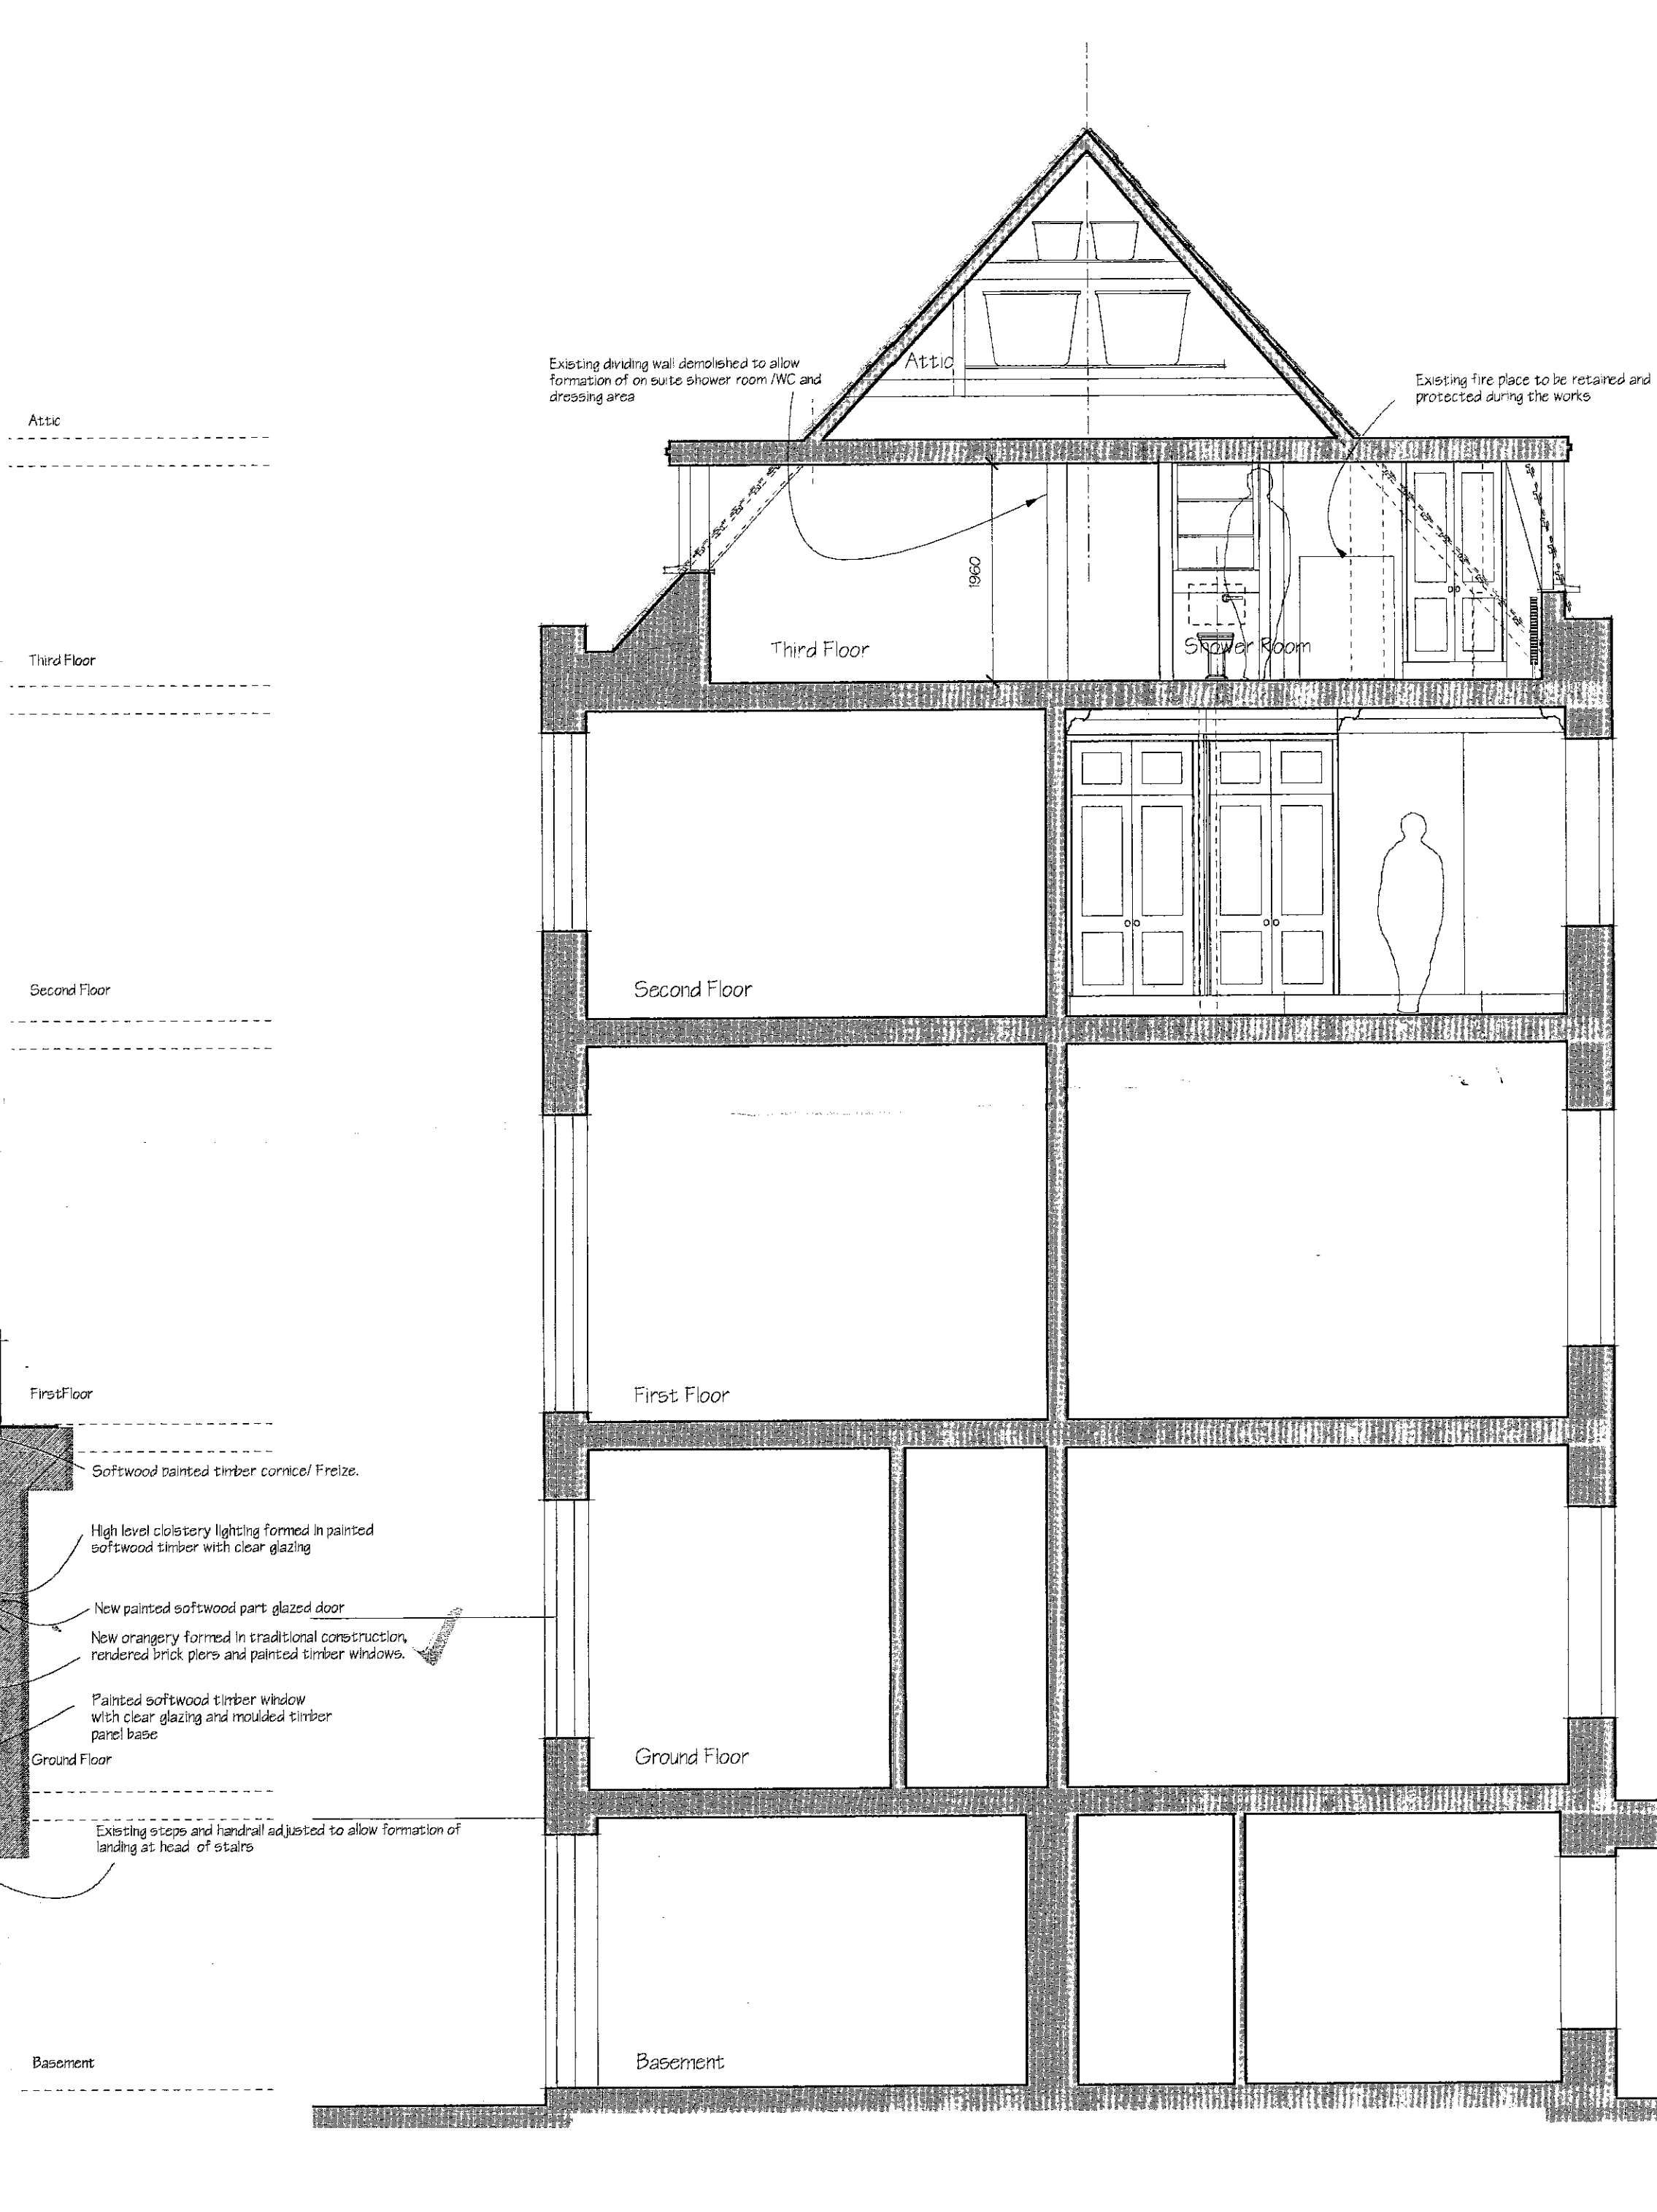 Existing dividing wall demolished to allow
formation of on suite shower room /WC and
dressing area
Attic
Existing fire place to be retained and
protected during the works
Attic
1960
Third Floor
Shower Room
Third Floor
Second Floor
Second Floor
First Floor
FirstFloor
Softwood painted timber cornice/ Freize.
High level cloistery lighting formed in painted
softwood timber with clear glazing
New painted softwood part glazed door
New orangery formed in traditional construction,
rendered brick piers and painted timber windows.
Painted softwood timber window
with clear glazing and moulded timber
panel base
Ground Floor
Ground Floor
Existing steps and handrail adjusted to allow formation of
landing at head of stairs
Basement
Basement